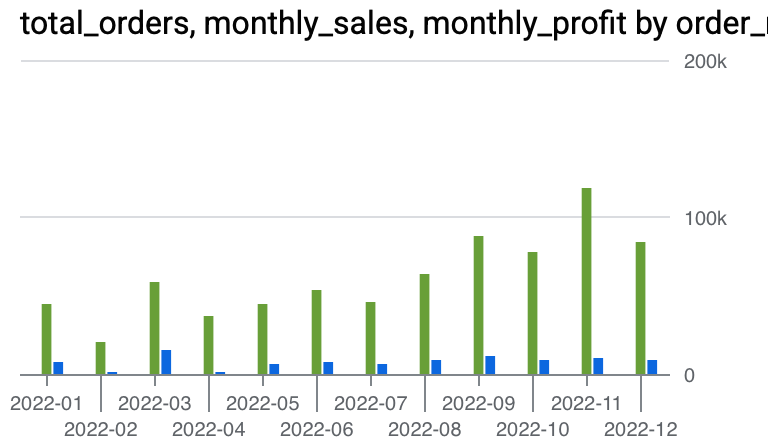 total_orders, monthly_sales, monthly_profit by order_
200k
100k
0
2022-01 2022-03 2022-05 2022-07 2022-09 2022-11
2022-02 2022-04 2022-06 2022-08 2022-10 2022-12